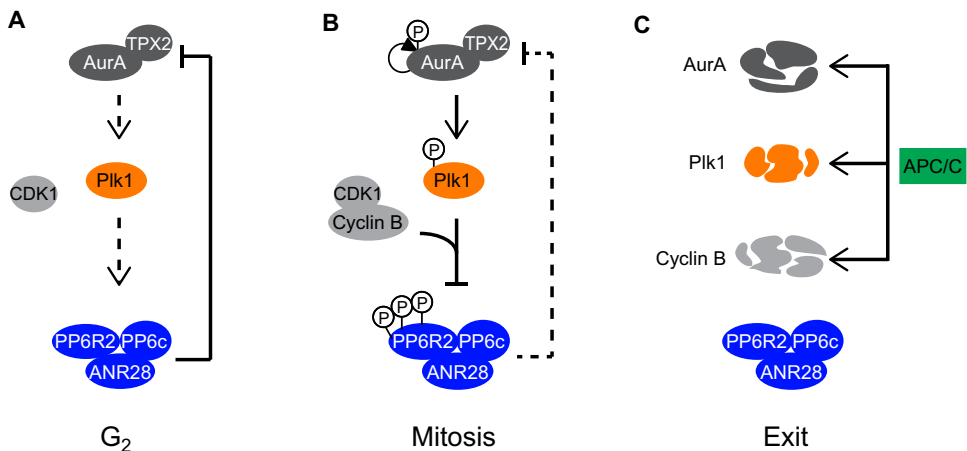 A
TPX2
AurA
Plk1
CDK1
PP6R2 PP6c
ANR28
G2
B
P
TPX2
AurA
P
Plk1
CDK1
Cyclin B
P P P
PP6R2 PP6c
ANR28
Mitosis
C
AurA
Plk1
APC/C
Cyclin B
PP6R2 PP6c
ANR28
Exit